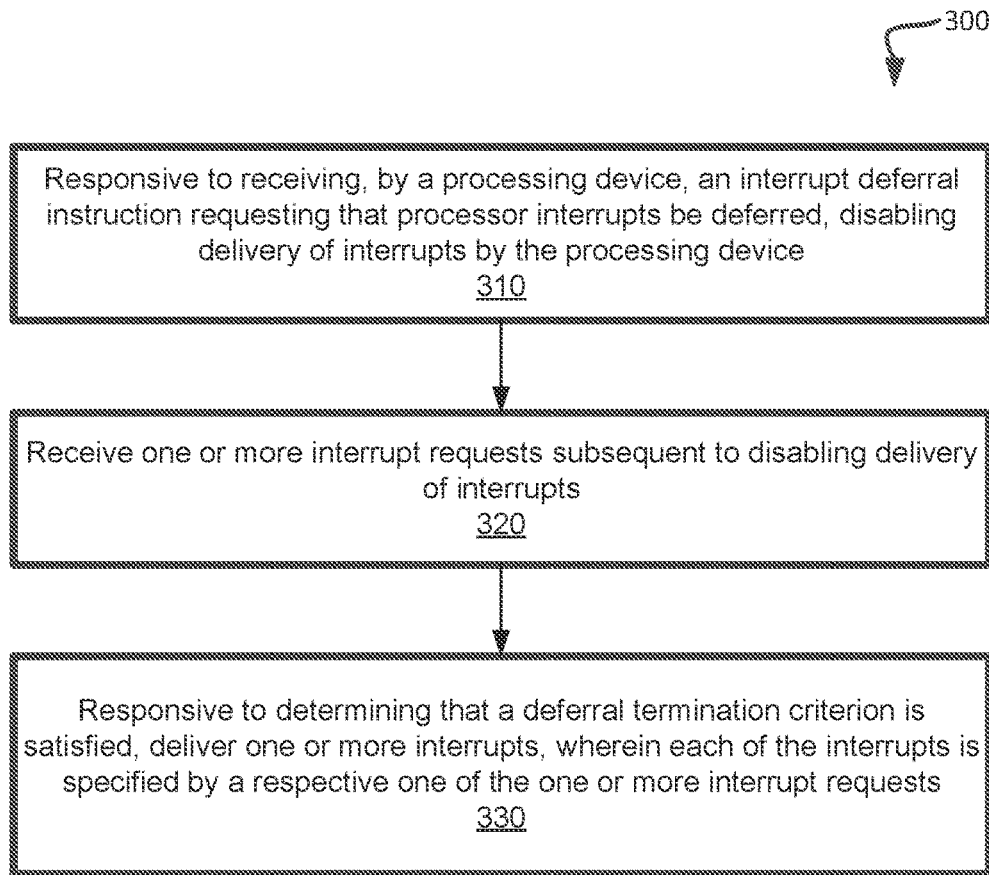 300
Responsive to receiving, by a processing device, an interrupt deferral
instruction requesting that processor interrupts be deferred, disabling
delivery of interrupts by the processing device
310
Receive one or more interrupt requests subsequent to disabling delivery
of interrupts
320
Responsive to determining that a deferral termination criterion is
satisfied, deliver one or more interrupts, wherein each of the interrupts is
specified by a respective one of the one or more interrupt requests
330